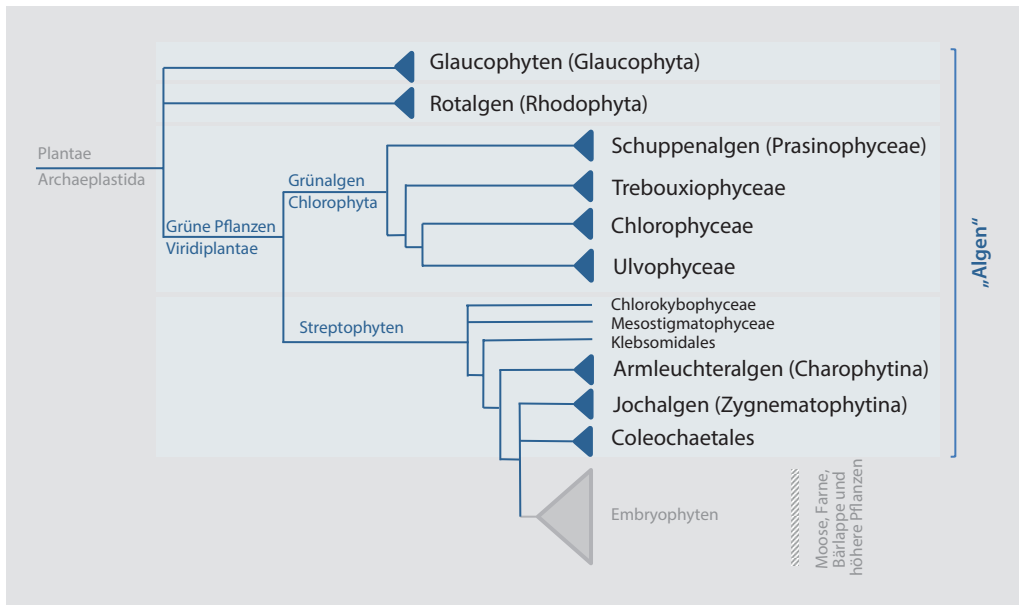 Glaucophyten (Glaucophyta)
Rotalgen (Rhodophyta)
Plantae
Archaeplastida
Schuppenalgen (Prasinophyceae)
Grünalgen
Chlorophyta
Trebouxiophyceae
Grüne Pflanzen
Viridiplantae
Chlorophyceae
Ulvophyceae
„Algen“
Streptophyten
Chlorokybophyceae
Mesostigmatophyceae
Klebsomidales
Armleuchteralgen (Charophytina)
Jochalgen (Zygnematophytina)
Coleochaetales
Embryophyten
Moose, Farne,
Bärlappe und
höhere Pflanzen